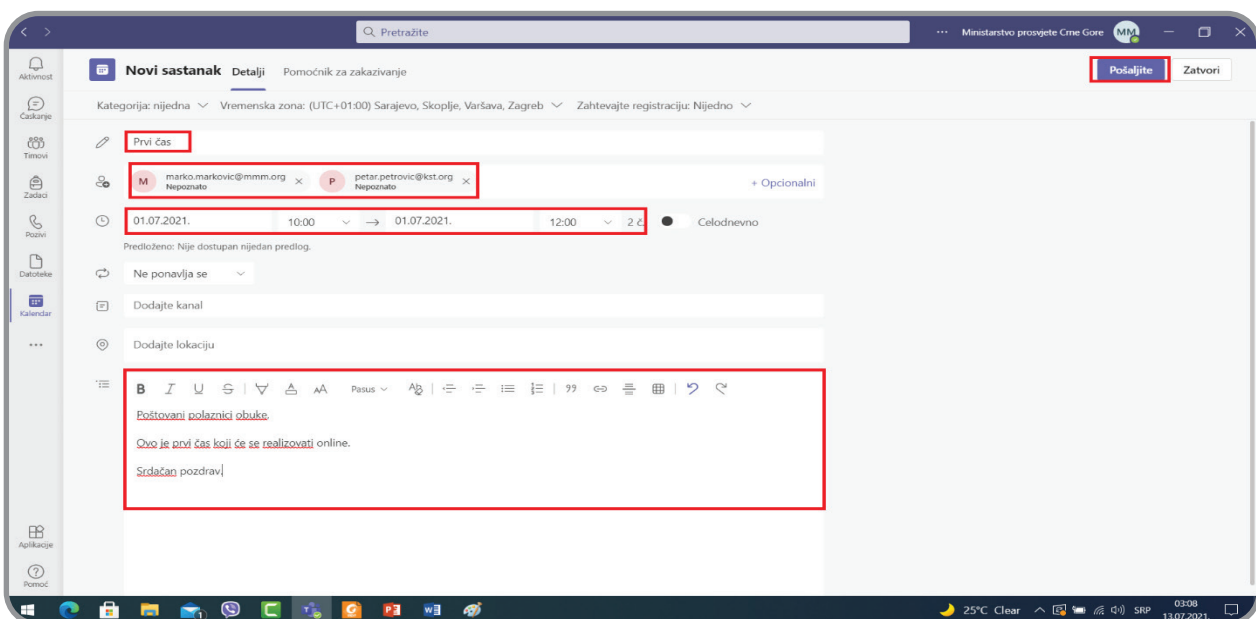 Pretražite
Ministarstvo prosvjete Crne Gore MM
Aktivnost
Ćaskanje
Timovi
Zadaci
Pozivi
Datoteke
Kalendar
Aplikacije
Pomoć
Novi sastanak Detalji Pomoćnik za zakazivanje
Pošaljite Zatvori
Kategorija: nijedna Vremenska zona: (UTC+01:00) Sarajevo, Skoplje, Varšava, Zagreb Zahtevajte registraciju: Nijedno
Prvi čas
M marko.markovic@mmm.org × P petar.petrovic@kst.org ×
Nepoznato Nepoznato
+ Opcionalni
01.07.2021. 10:00 → 01.07.2021. 12:00 2 č. Celodnevno
Predloženo: Nije dostupan nijedan predlog.
Ne ponavlja se
Dodajte kanal
Dodajte lokaciju
B I U S AA Pasus
Poštovani polaznici obuke,
Ovo je prvi čas koji će se realizovati online.
Srdačan pozdrav,
25°C Clear SRP 03:08
13.07.2021.